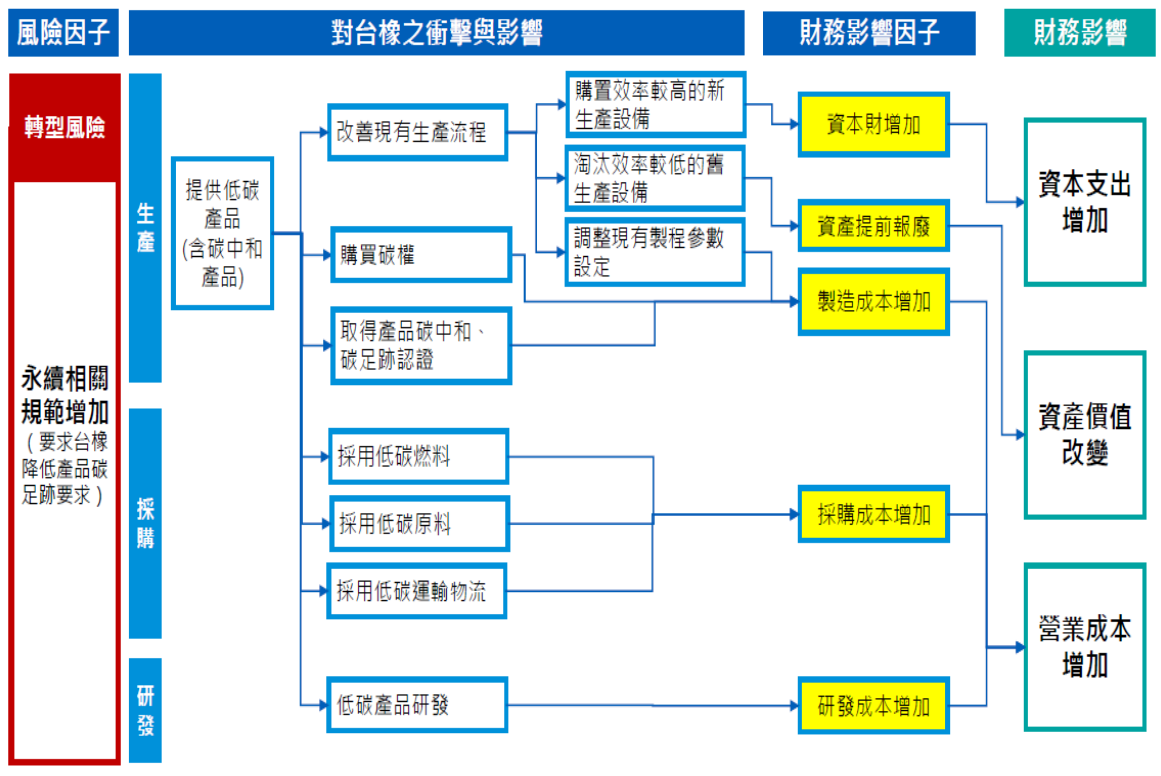 風險因子
對台橡之衝擊與影響
財務影響因子
財務影響
轉型風險
永續相關
規範增加
(要求台橡
降低產品碳
足跡要求)
生
產
採
購
研
發
提供低碳
產品
(含碳中和
產品)
改善現有生產流程
購買碳權
取得產品碳中和、
碳足跡認證
採用低碳燃料
採用低碳原料
採用低碳運輸物流
低碳產品研發
購置效率較高的新
生產設備
淘汰效率較低的舊
生產設備
調整現有製程參數
設定
資本財增加
資產提前報廢
製造成本增加
採購成本增加
研發成本增加
資本支出
增加
資產價值
改變
營業成本
增加